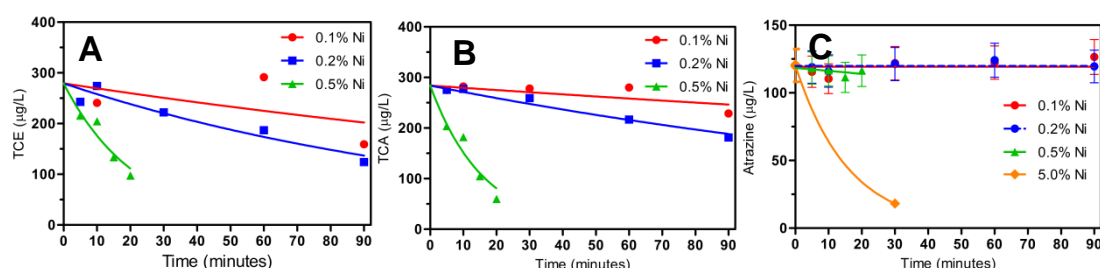 A
400
300
200
100
0
TCE (µg/L)
0 10 20 30 40 50 60 70 80 90
Time (minutes)
0.1% Ni
0.2% Ni
0.5% Ni
B
400
300
200
100
0
TCA (µg/L)
0 10 20 30 40 50 60 70 80 90
Time (minutes)
0.1% Ni
0.2% Ni
0.5% Ni
C
150
100
50
0
Atrazine (µg/L)
0 10 20 30 40 50 60 70 80 90
Time (minutes)
0.1% Ni
0.2% Ni
0.5% Ni
5.0% Ni